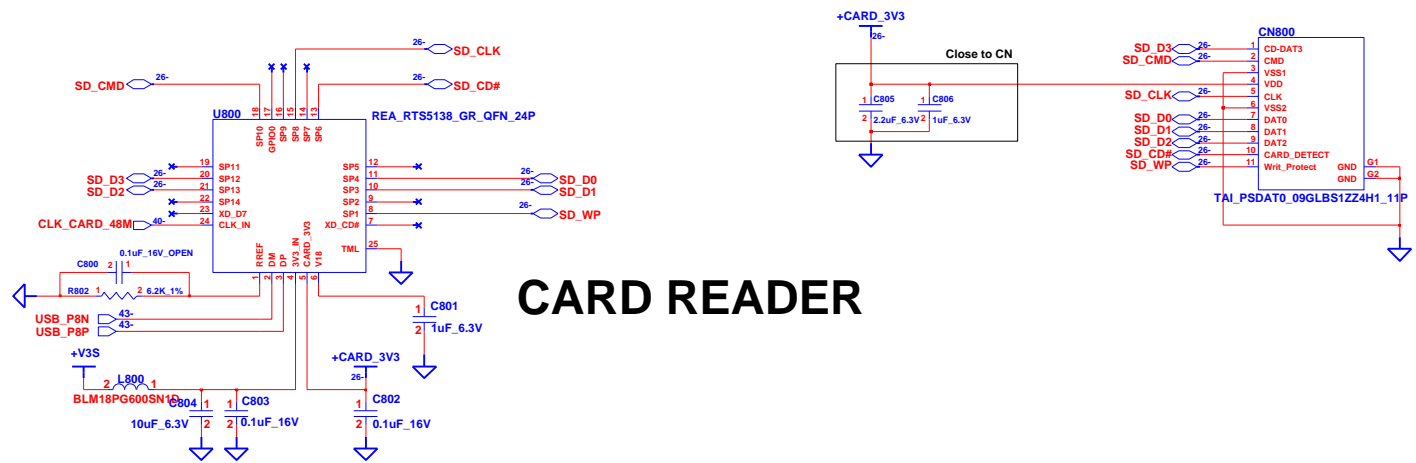 +CARD_3V3
26-
Close to CN
CN800
SD_D3 26- 1 CD-DAT3
SD_CMD 26- 2 CMD
3 VSS1
4 VDD
SD_CLK 26- 5 CLK
6 VSS2
SD_D0 26- 7 DAT0
SD_D1 26- 8 DAT1
SD_D2 26- 9 DAT2
SD_CD# 26- 10 CARD_DETECT
SD_WP 26- 11 Writ_Protect
GND G1
GND G2
TAI_PSDAT0_09GLBS1ZZ4H1_11P
1 C805
2 2.2uF_6.3V
1 C806
2 1uF_6.3V
26- SD_CLK
SD_CMD 26-
26- SD_CD#
18 17 16 15 14 13
U800
REA_RTS5138_GR_QFN_24P
SP10 GPIO0 SP9 SP8 SP7 SP6
19 SP11
SD_D3 26- 20 SP12
SD_D2 26- 21 SP13
22 SP14
23 XD_D7
CLK_CARD_48M 40- 24 CLK_IN
SP5 12
SP4 11 26- SD_D0
SP3 10 26- SD_D1
SP2 9
SP1 8 26- SD_WP
XD_CD# 7
TML 25
RREF DM DP 3V3_IN CARD_3V3 V18
1 2 3 4 5 6
0.1uF_16V_OPEN
C800 2 1
R802 1 2 6.2K_1%
USB_P8N 43-
USB_P8P 43-
CARD READER
1 C801
2 1uF_6.3V
+V3S
L800
2 1
BLM18PG600SN1D
C804 1
10uF_6.3V 2
1 C803
2 0.1uF_16V
+CARD_3V3
26-
1 C802
2 0.1uF_16V